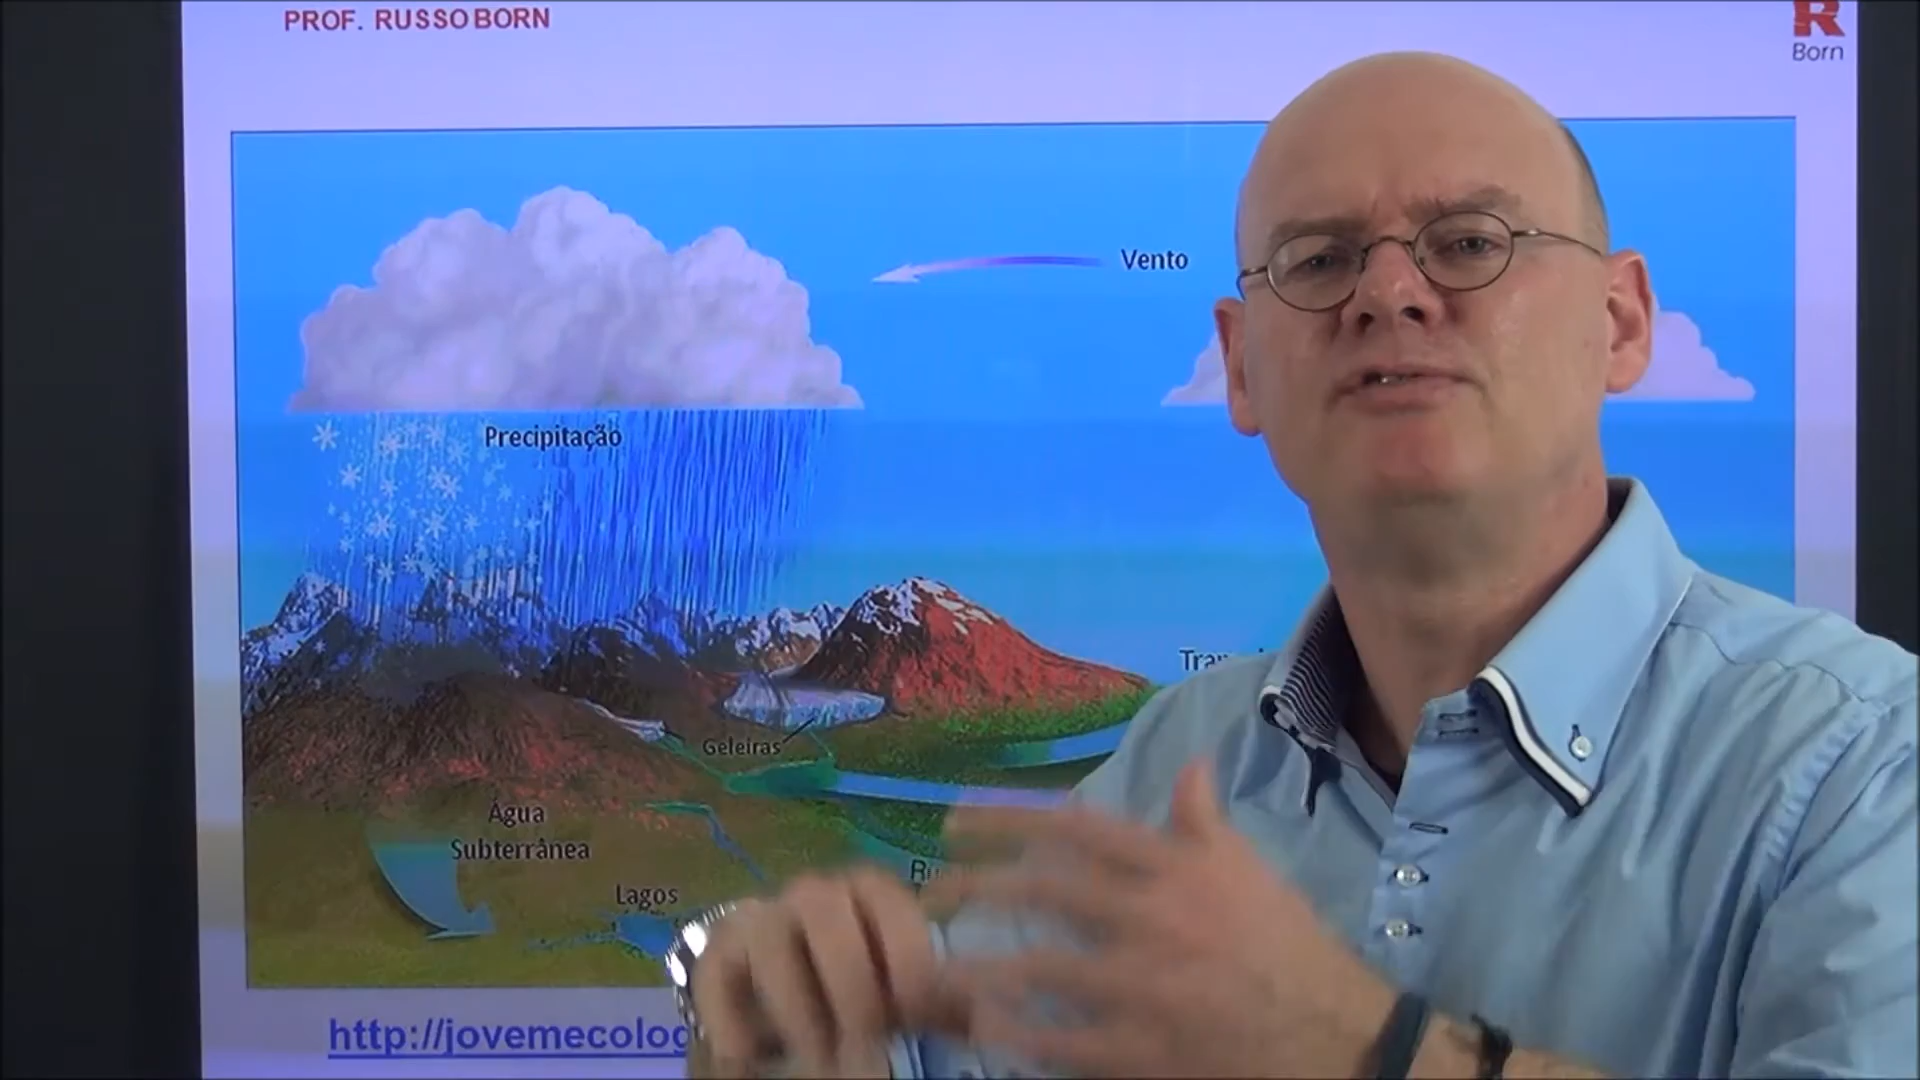 PROF. RUSSO BORN
R
Born
Vento
Precipitação
Geleiras
Água
Subterrânea
Lagos
http://jovemecolog